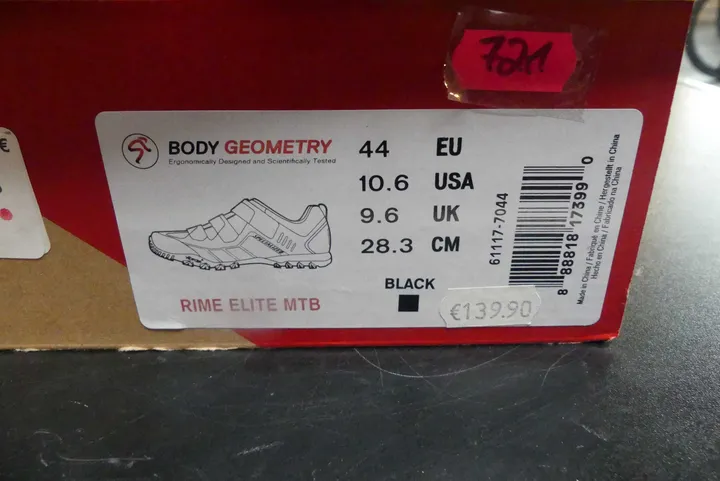 721
€
BODY GEOMETRY
Ergonomically Designed and Scientifically Tested
44 EU
10.6 USA
9.6 UK
28.3 CM
SPECIALIZED
BLACK
RIME ELITE MTB
€139.90
61117-7044
8 88818 17399 0
Made in China / Fabriqué en Chine / Hergestellt in China
Hecho en China / Fabricado na China